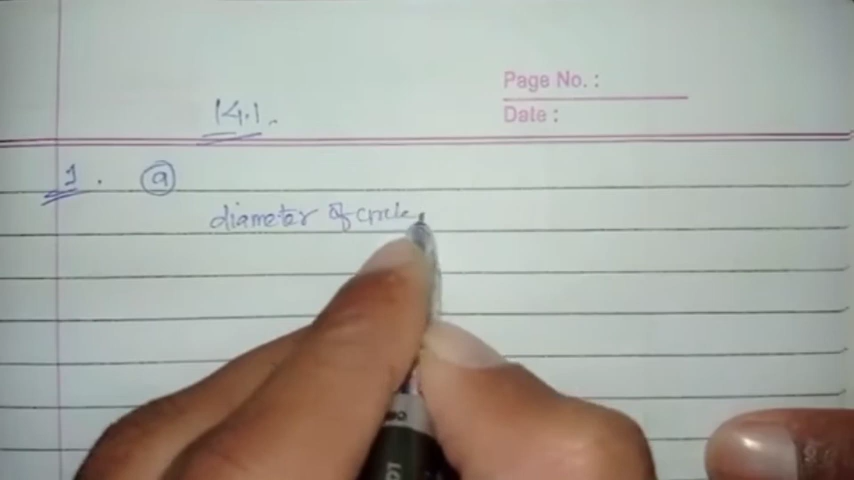 Page No. :
14.1.
Date :
1. a
diameter of circle